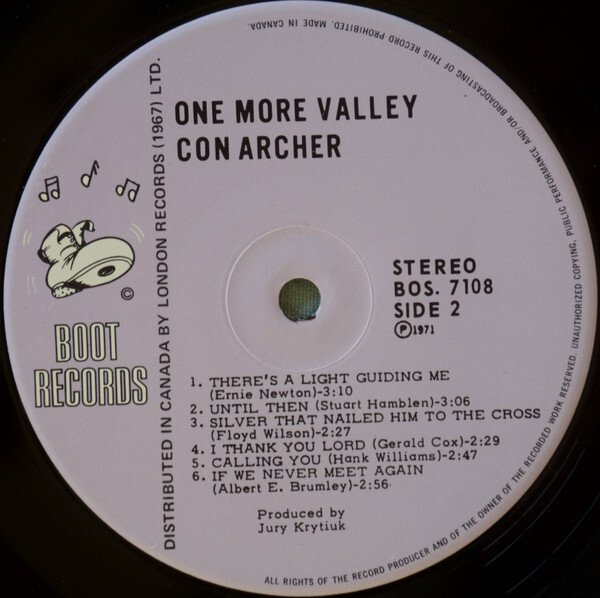 ONE MORE VALLEY
CON ARCHER
BOOT
RECORDS
©
DISTRIBUTED IN CANADA BY LONDON RECORDS (1967) LTD.
STEREO
BOS. 7108
SIDE 2
Ⓟ1971
1. THERE'S A LIGHT GUIDING ME
(Ernie Newton)-3:10
2. UNTIL THEN (Stuart Hamblen)-3:06
3. SILVER THAT NAILED HIM TO THE CROSS
(Floyd Wilson)-2:27
4. I THANK YOU LORD (Gerald Cox)-2:29
5. CALLING YOU (Hank Williams)-2:47
6. IF WE NEVER MEET AGAIN
(Albert E. Brumley)-2:56
Produced by
Jury Krytiuk
ALL RIGHTS OF THE RECORD PRODUCER AND OF THE OWNER OF THE RECORDED WORK RESERVED. UNAUTHORIZED COPYING, PUBLIC PERFORMANCE AND/OR BROADCASTING OF THIS RECORD PROHIBITED. MADE IN CANADA.